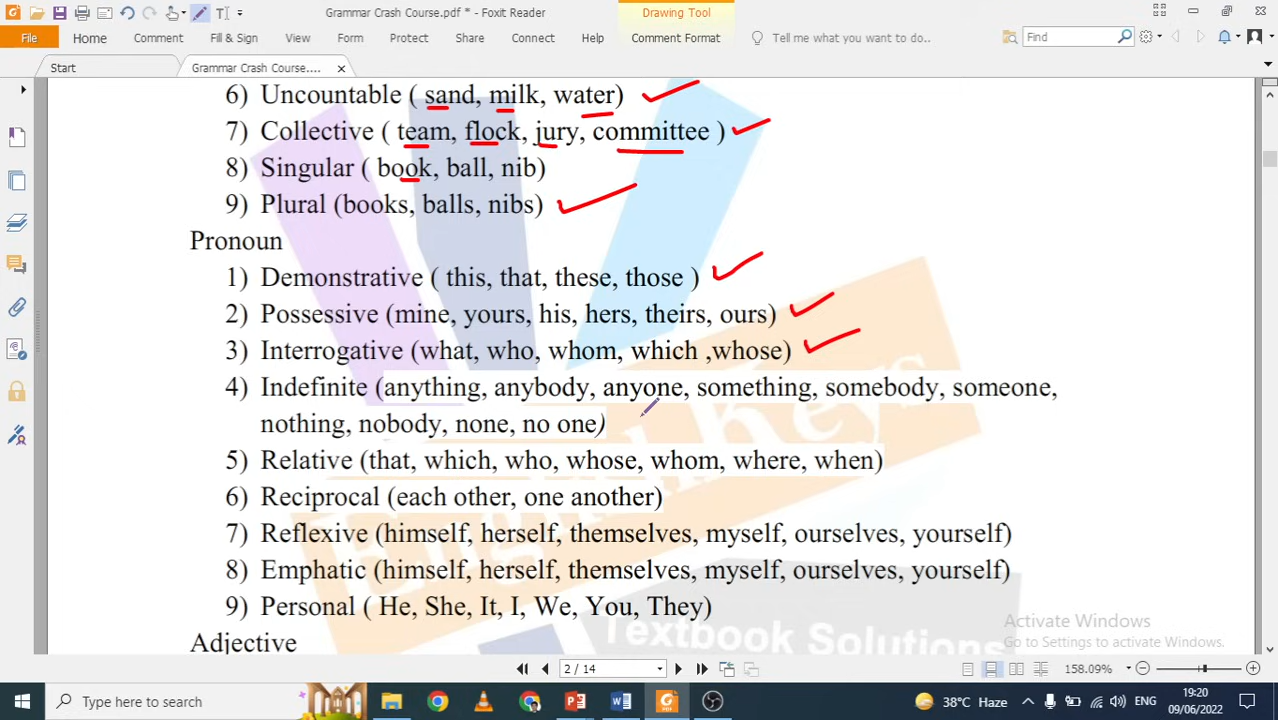 Grammar Crash Course.pdf * - Foxit Reader
Drawing Tool
File Home Comment Fill & Sign View Form Protect Share Connect Help Comment Format Tell me what you want to do.. Find
Start Grammar Crash Course....
6) Uncountable ( sand, milk, water)
7) Collective ( team, flock, jury, committee )
8) Singular ( book, ball, nib)
9) Plural (books, balls, nibs)
Pronoun
1) Demonstrative ( this, that, these, those )
2) Possessive (mine, yours, his, hers, theirs, ours)
3) Interrogative (what, who, whom, which ,whose)
4) Indefinite (anything, anybody, anyone, something, somebody, someone,
nothing, nobody, none, no one)
5) Relative (that, which, who, whose, whom, where, when)
6) Reciprocal (each other, one another)
7) Reflexive (himself, herself, themselves, myself, ourselves, yourself)
8) Emphatic (himself, herself, themselves, myself, ourselves, yourself)
9) Personal ( He, She, It, I, We, You, They)
Adjective
English Keys
Textbook Solutions
Activate Windows
Go to Settings to activate Windows.
2 / 14
158.09%
Type here to search
38°C Haze
ENG
19:20
09/06/2022